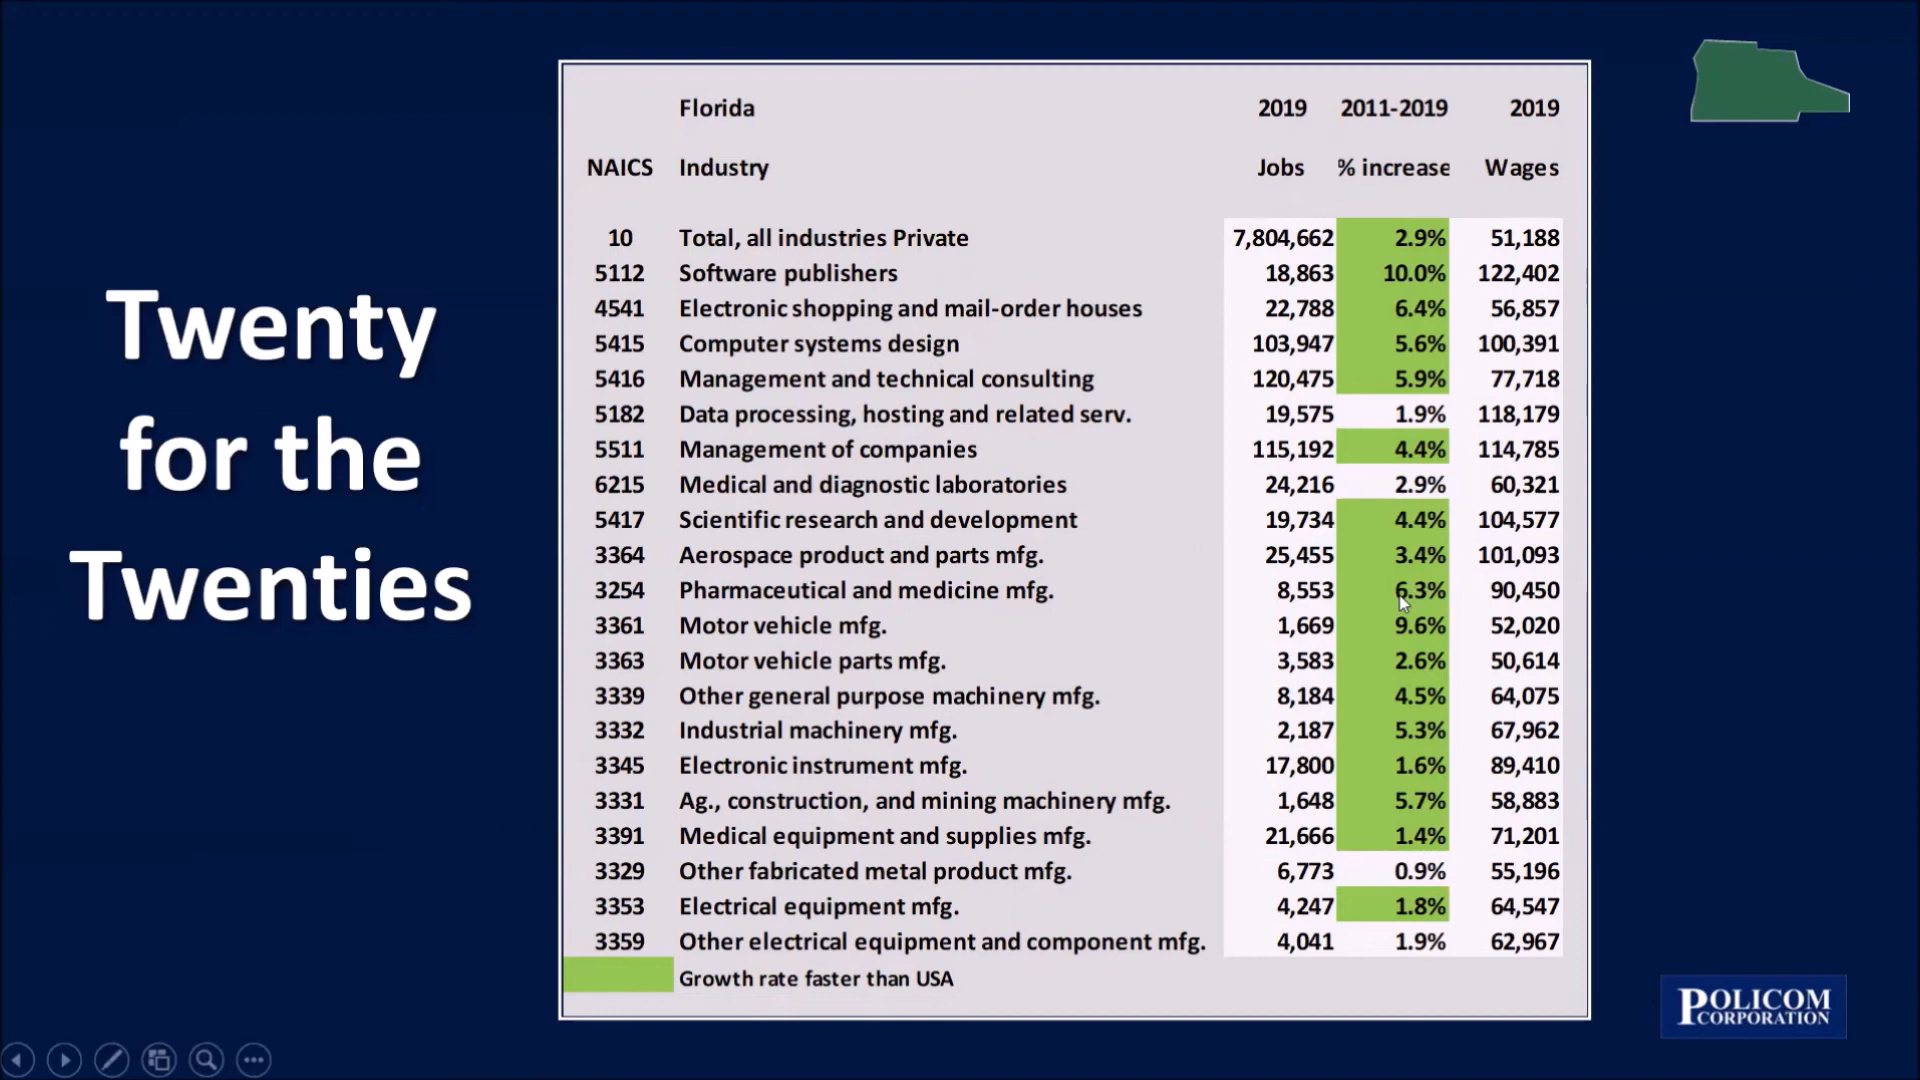 Twenty
for the
Twenties
Florida 2019 2011-2019 2019
NAICS Industry Jobs % increase Wages
10 Total, all industries Private 7,804,662 2.9% 51,188
5112 Software publishers 18,863 10.0% 122,402
4541 Electronic shopping and mail-order houses 22,788 6.4% 56,857
5415 Computer systems design 103,947 5.6% 100,391
5416 Management and technical consulting 120,475 5.9% 77,718
5182 Data processing, hosting and related serv. 19,575 1.9% 118,179
5511 Management of companies 115,192 4.4% 114,785
6215 Medical and diagnostic laboratories 24,216 2.9% 60,321
5417 Scientific research and development 19,734 4.4% 104,577
3364 Aerospace product and parts mfg. 25,455 3.4% 101,093
3254 Pharmaceutical and medicine mfg. 8,553 6.3% 90,450
3361 Motor vehicle mfg. 1,669 9.6% 52,020
3363 Motor vehicle parts mfg. 3,583 2.6% 50,614
3339 Other general purpose machinery mfg. 8,184 4.5% 64,075
3332 Industrial machinery mfg. 2,187 5.3% 67,962
3345 Electronic instrument mfg. 17,800 1.6% 89,410
3331 Ag., construction, and mining machinery mfg. 1,648 5.7% 58,883
3391 Medical equipment and supplies mfg. 21,666 1.4% 71,201
3329 Other fabricated metal product mfg. 6,773 0.9% 55,196
3353 Electrical equipment mfg. 4,247 1.8% 64,547
3359 Other electrical equipment and component mfg. 4,041 1.9% 62,967
Growth rate faster than USA
POLICOM
CORPORATION